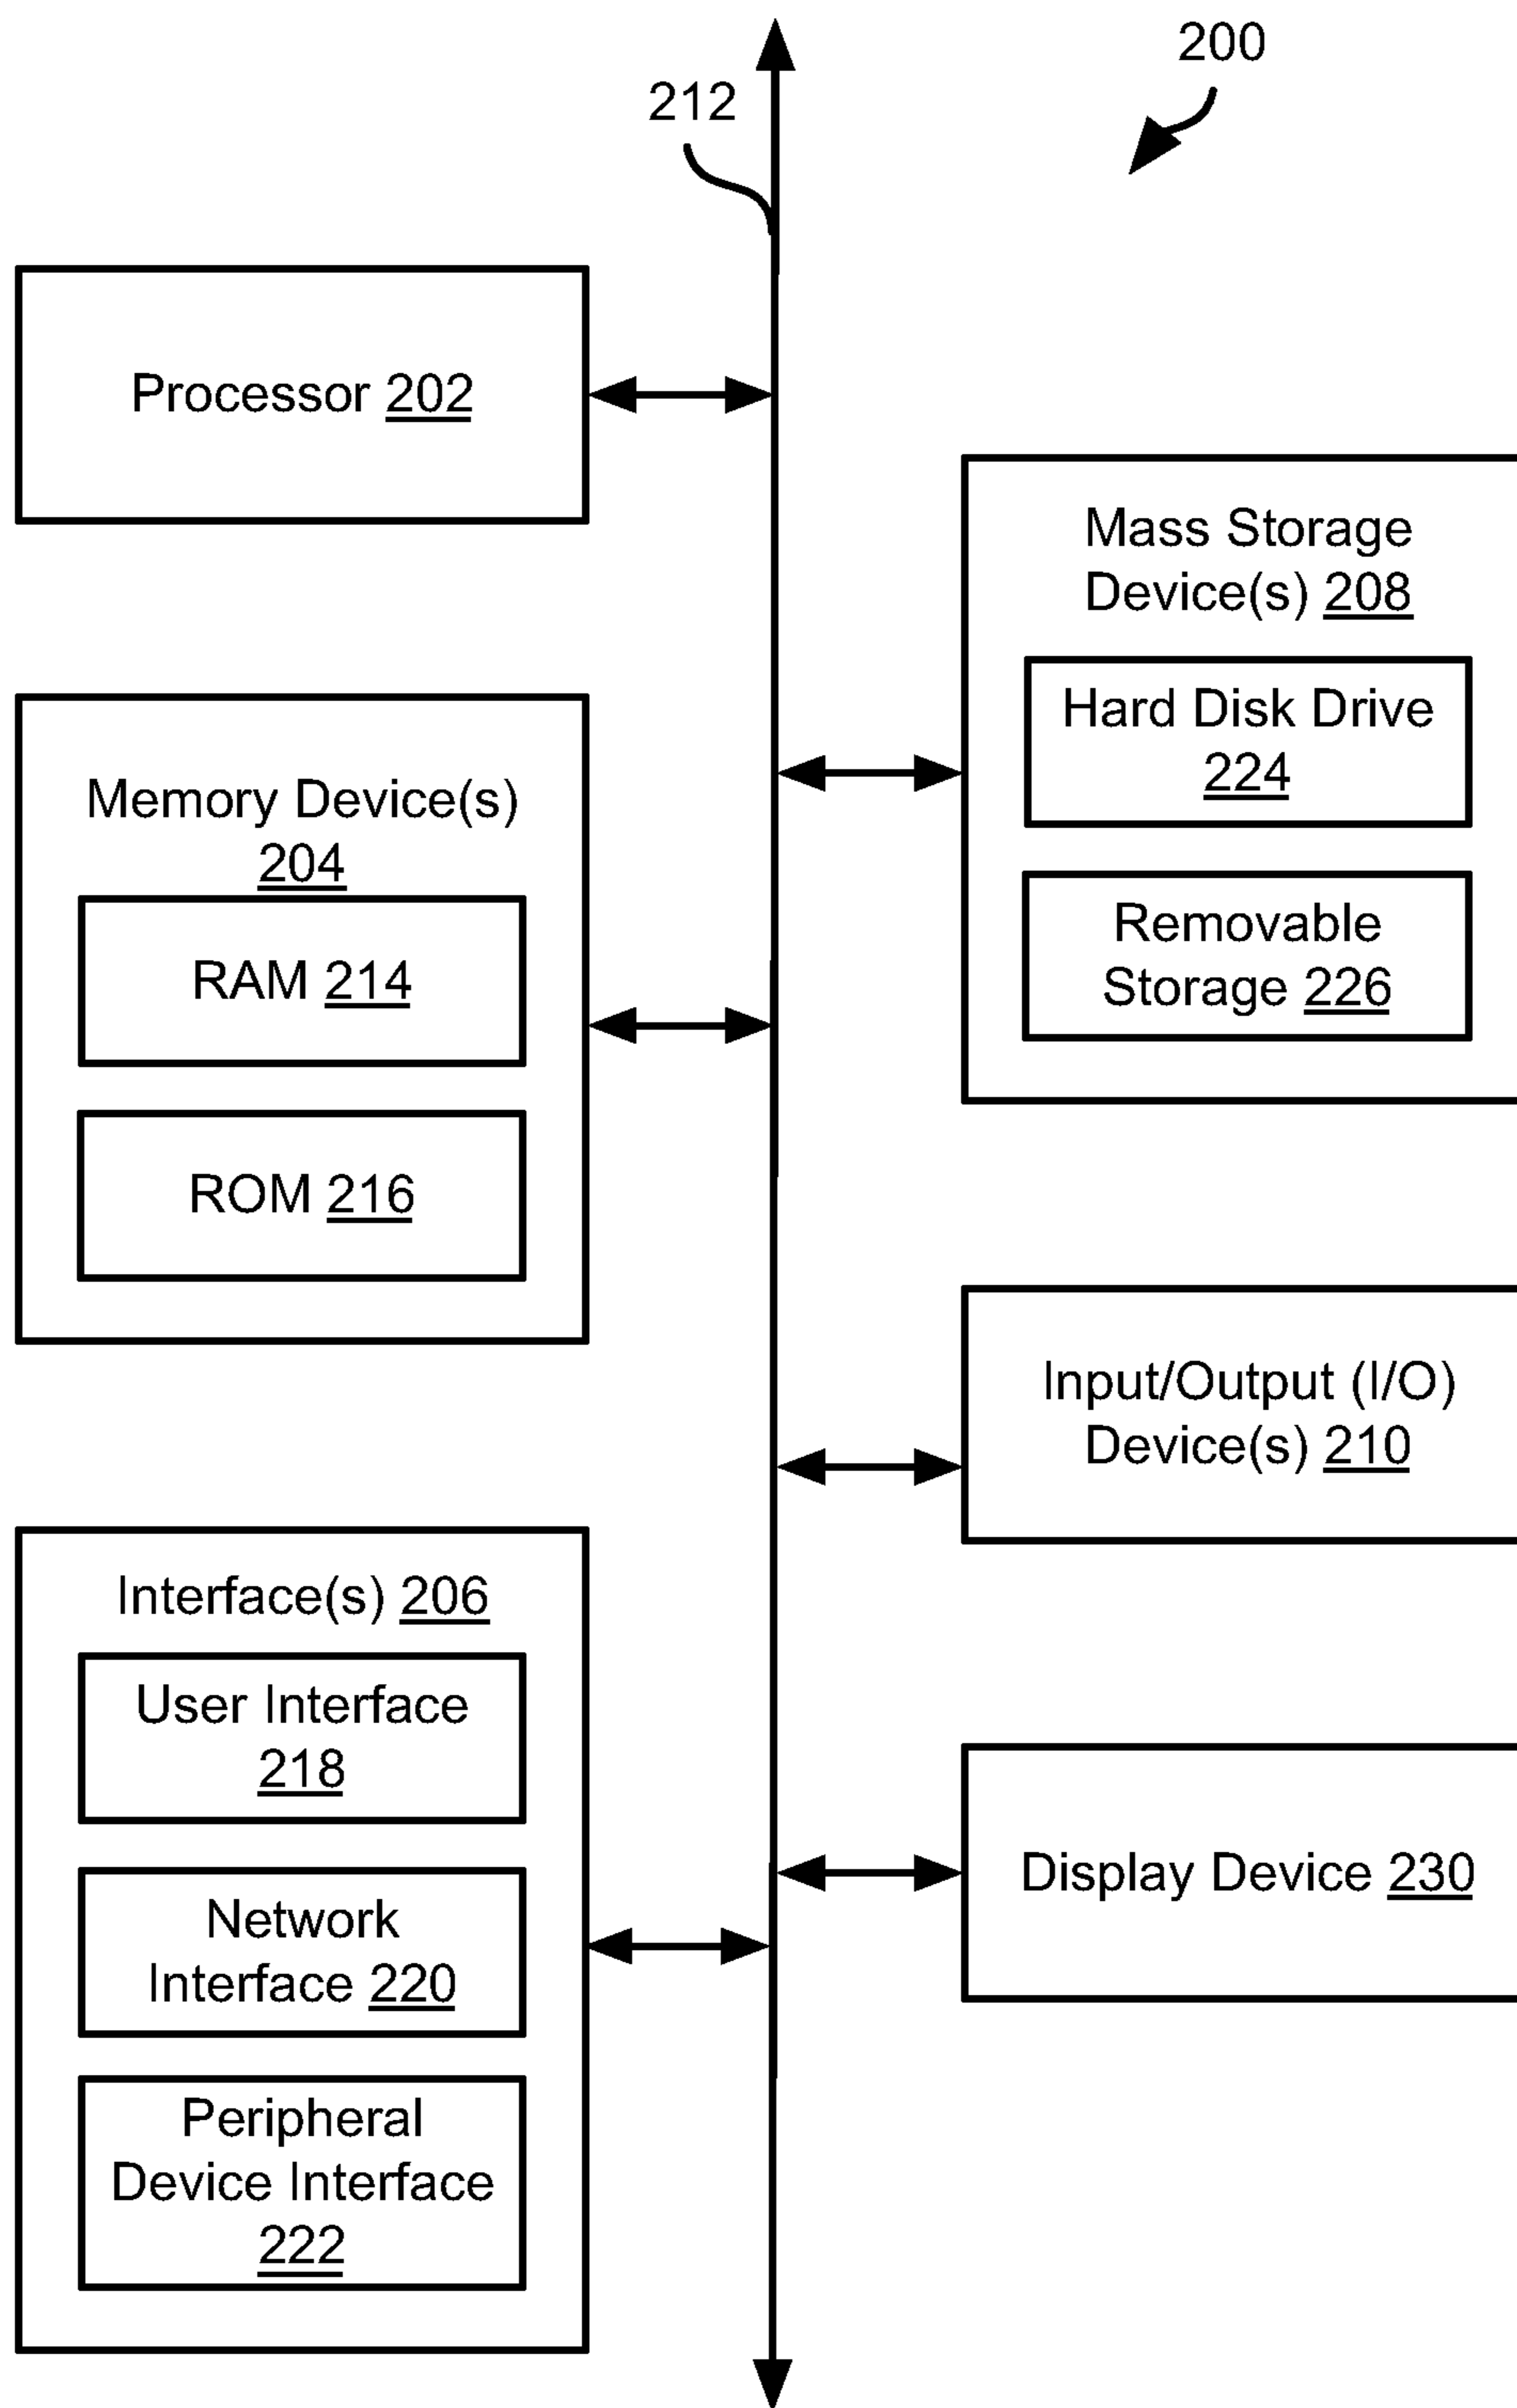 200
212
Processor 202
Mass Storage
Device(s) 208
Hard Disk Drive
224
Removable
Storage 226
Memory Device(s)
204
RAM 214
ROM 216
Input/Output (I/O)
Device(s) 210
Interface(s) 206
User Interface
218
Network
Interface 220
Peripheral
Device Interface
222
Display Device 230